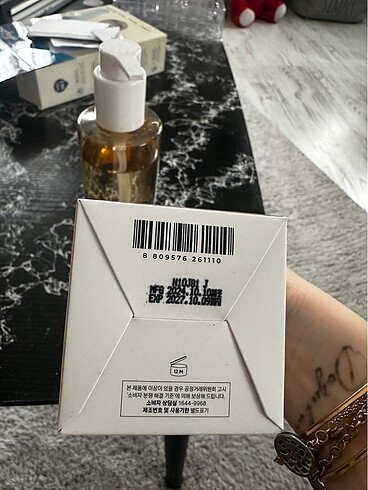 8 809576 261110
N10JB1 J
MFG 2024.10.10
EXP 2027.10.09
12M
본 제품에 이상이 있을 경우 공정거래위원회 고시
'소비자 분쟁 해결 기준'에 의해 보상해 드립니다.
소비자 상담실 1644-9968
제조번호 및 사용기한 별도표기